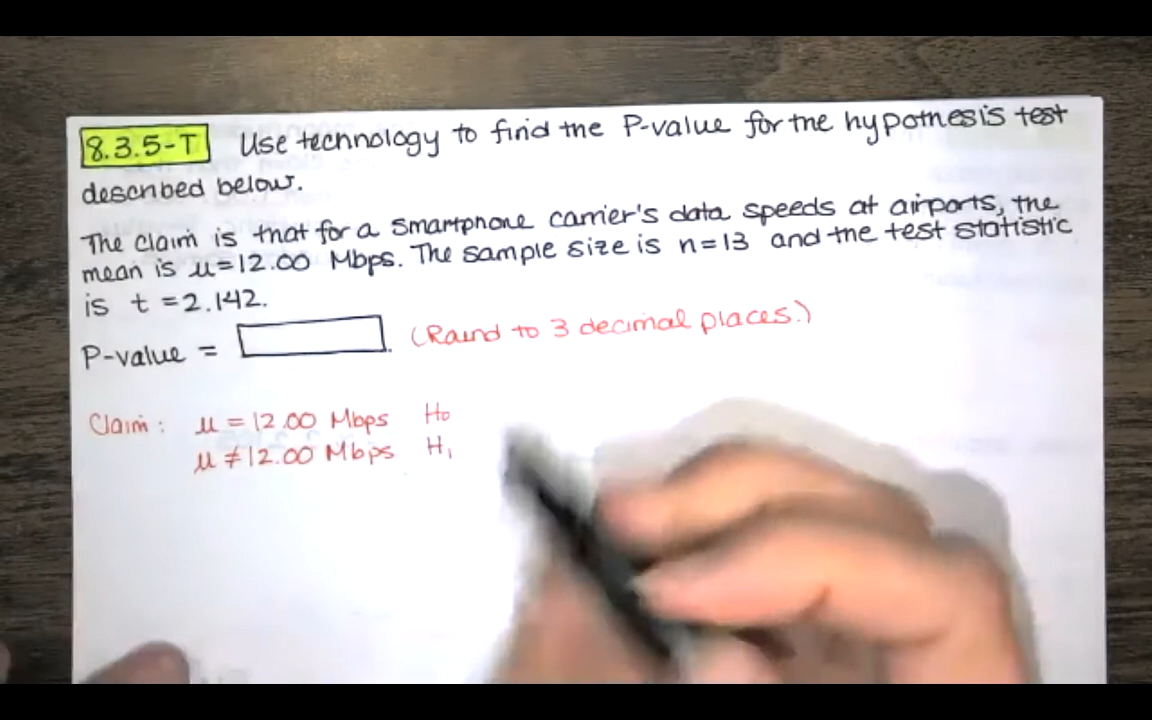 8.3.5-T Use technology to find the P-value for the hypothesis test
described below.
The claim is that for a smartphone carrier's data speeds at airports, the
mean is μ=12.00 Mbps. The sample size is n=13 and the test statistic
is t=2.142.
P-value = . (Round to 3 decimal places.)
Claim: μ = 12.00 Mbps H₀
μ ≠ 12.00 Mbps H₁